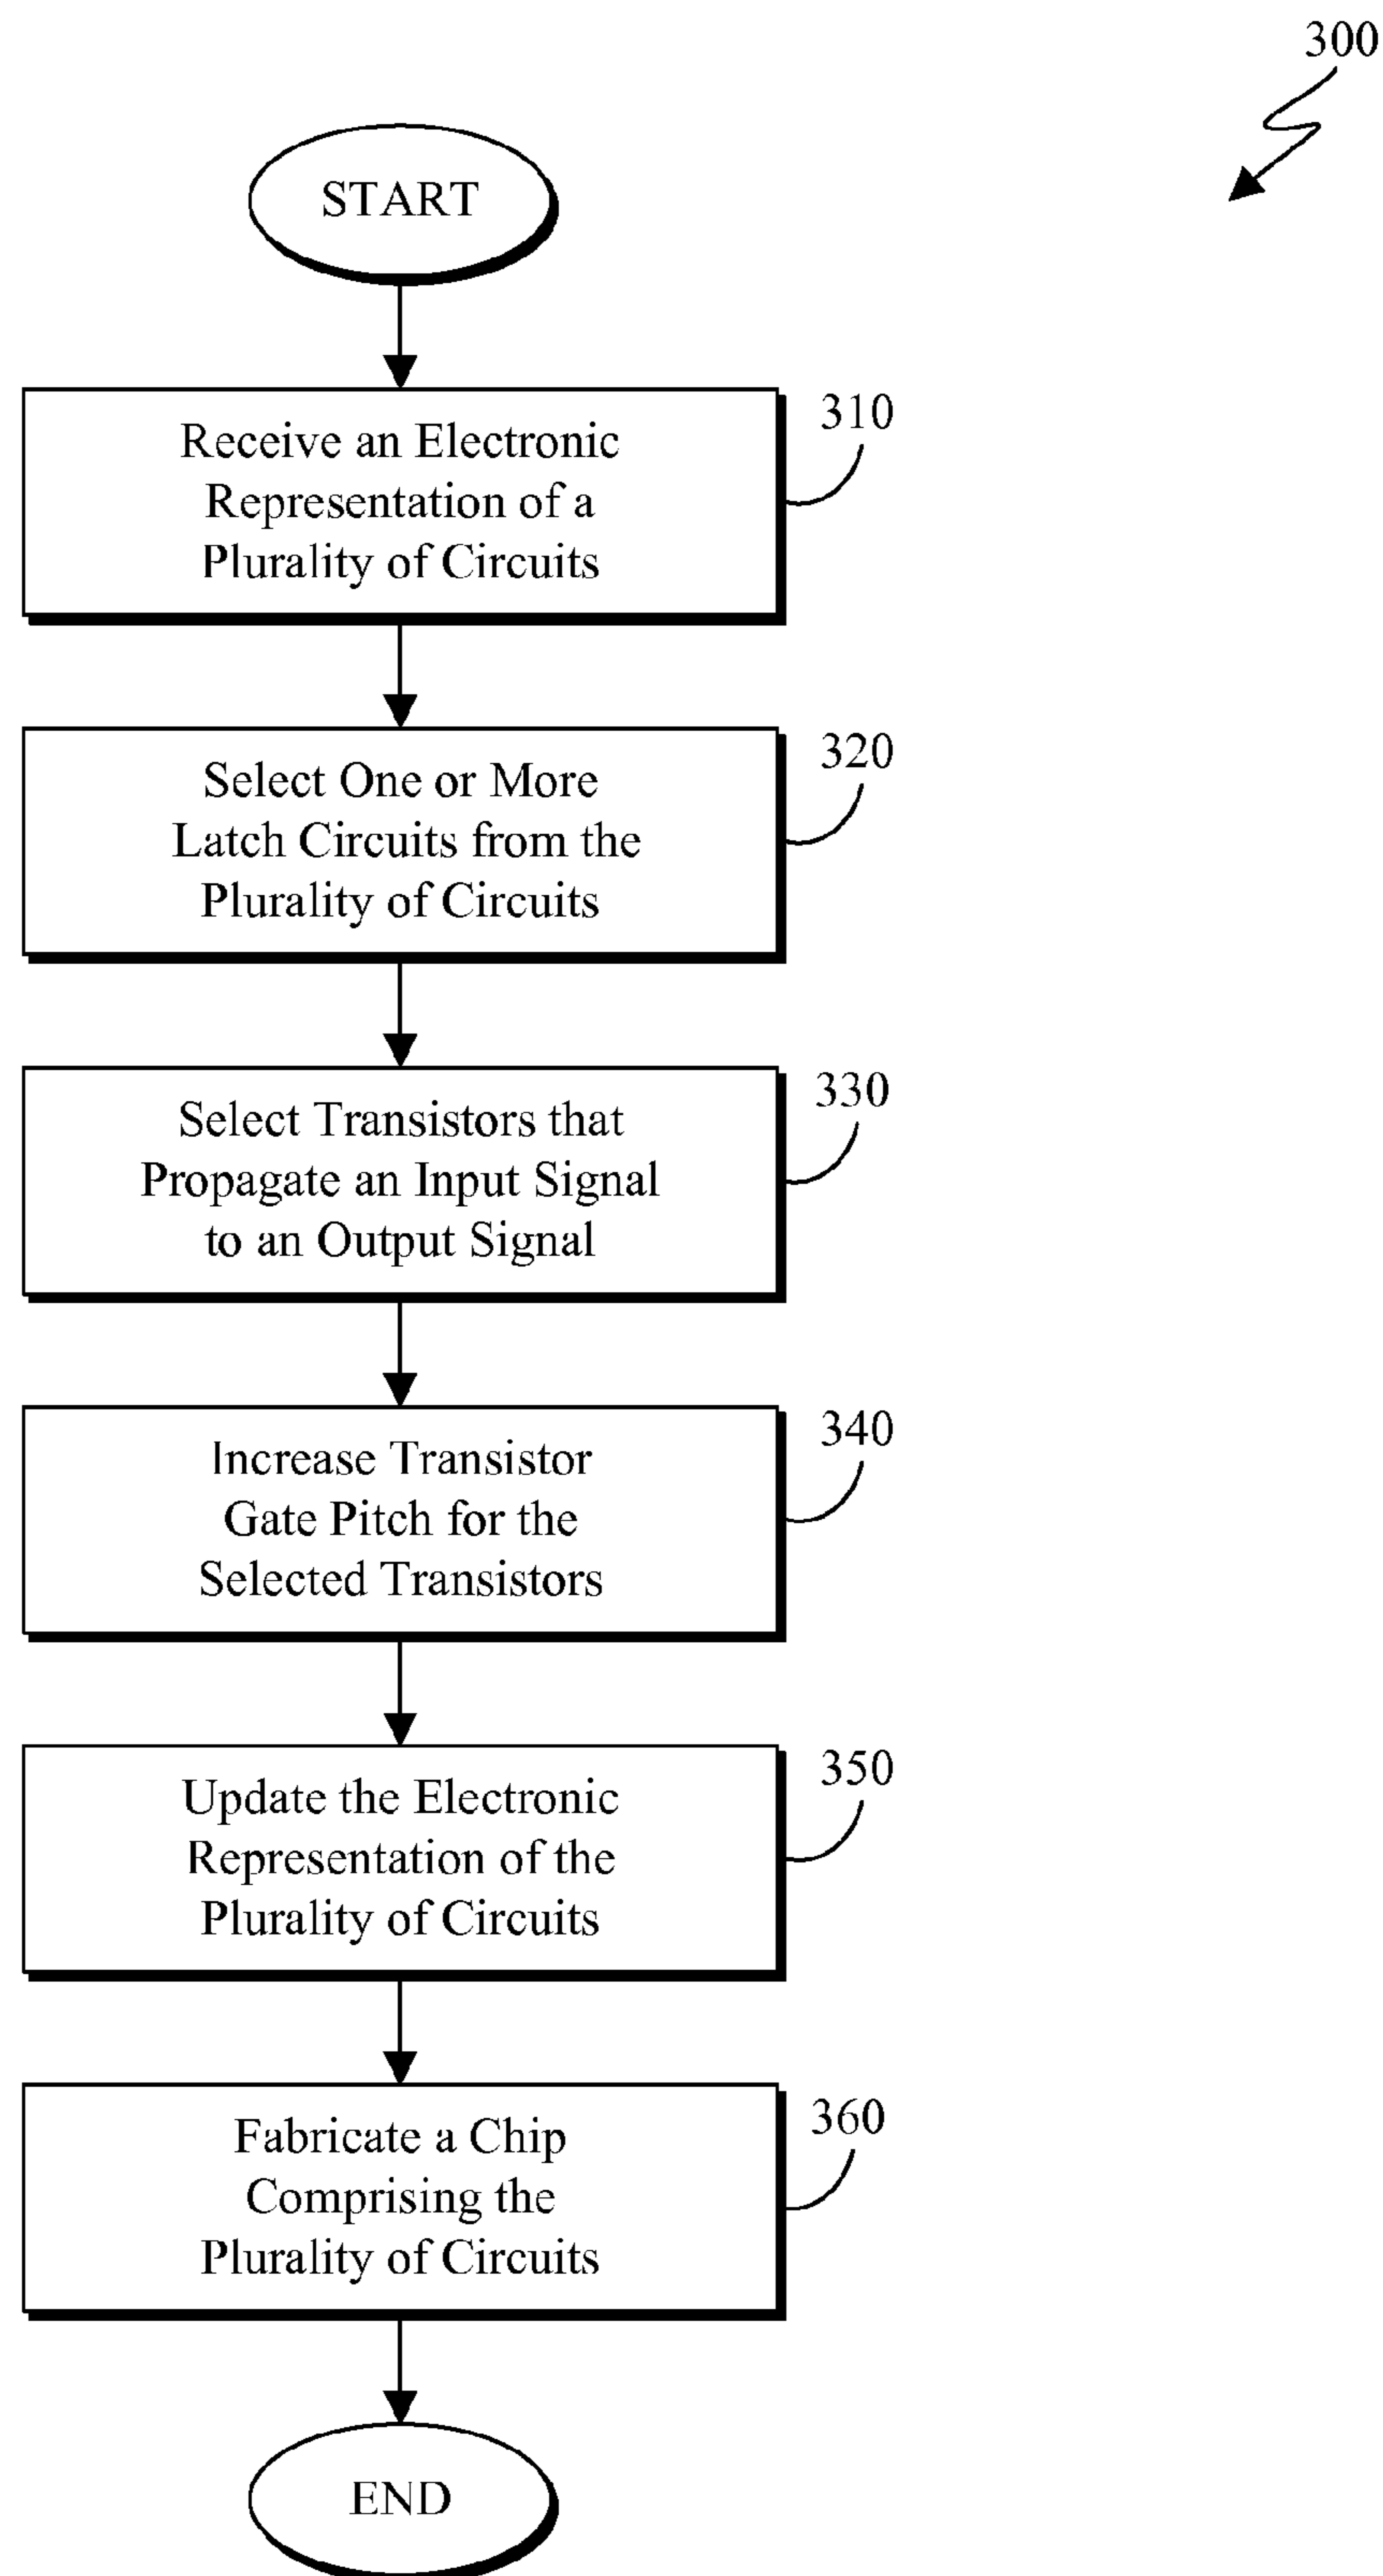 300
START
Receive an Electronic
Representation of a
Plurality of Circuits
310
Select One or More
Latch Circuits from the
Plurality of Circuits
320
Select Transistors that
Propagate an Input Signal
to an Output Signal
330
Increase Transistor
Gate Pitch for the
Selected Transistors
340
Update the Electronic
Representation of the
Plurality of Circuits
350
Fabricate a Chip
Comprising the
Plurality of Circuits
360
END